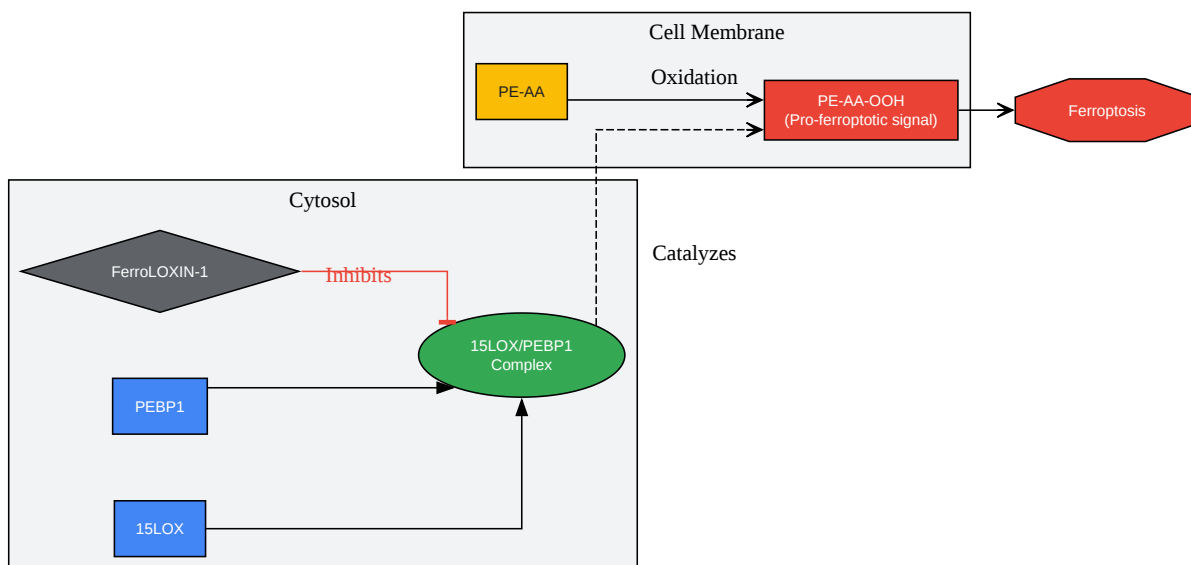 Cell Membrane
PE-AA
Oxidation
PE-AA-OOH
(Pro-ferroptotic signal)
Ferroptosis
Cytosol
FerroLOXIN-1
Inhibits
Catalyzes
15LOX/PEBP1
Complex
PEBP1
15LOX